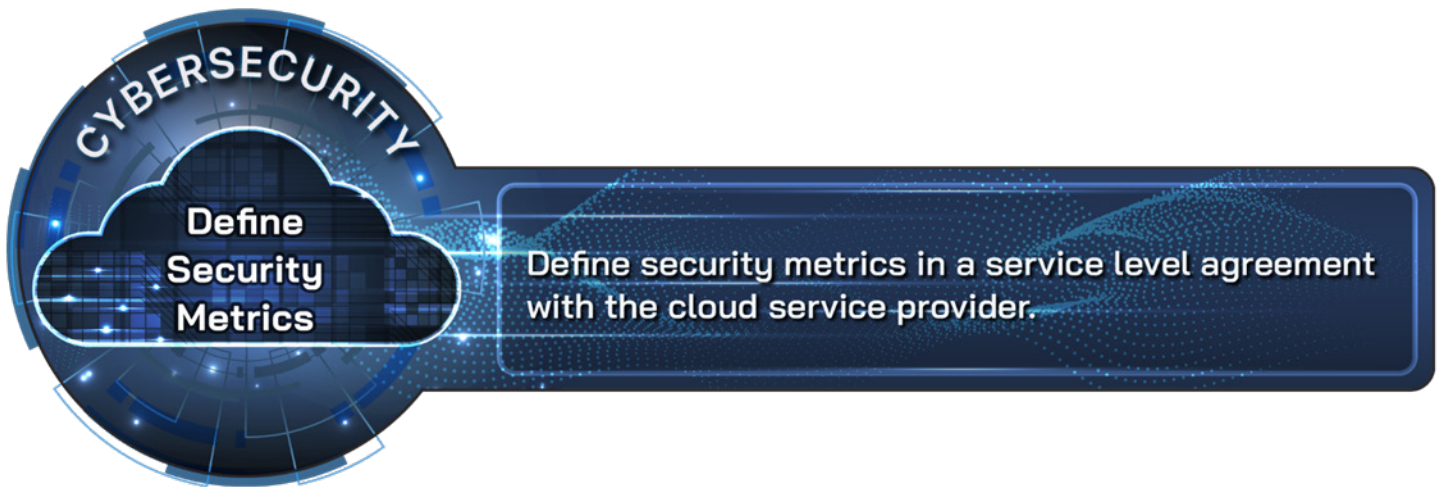 CYBERSECURITY
Define
Security
Metrics
Define security metrics in a service level agreement
with the cloud service provider.